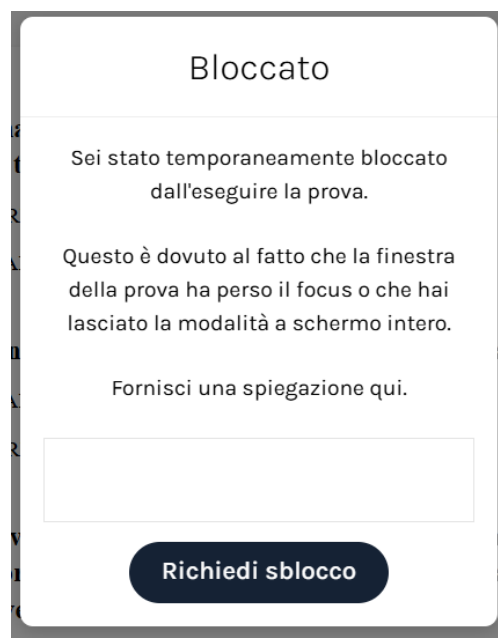 Bloccato
Sei stato temporaneamente bloccato
dall'eseguire la prova.
Questo è dovuto al fatto che la finestra
della prova ha perso il focus o che hai
lasciato la modalità a schermo intero.
Fornisci una spiegazione qui.
Richiedi sblocco